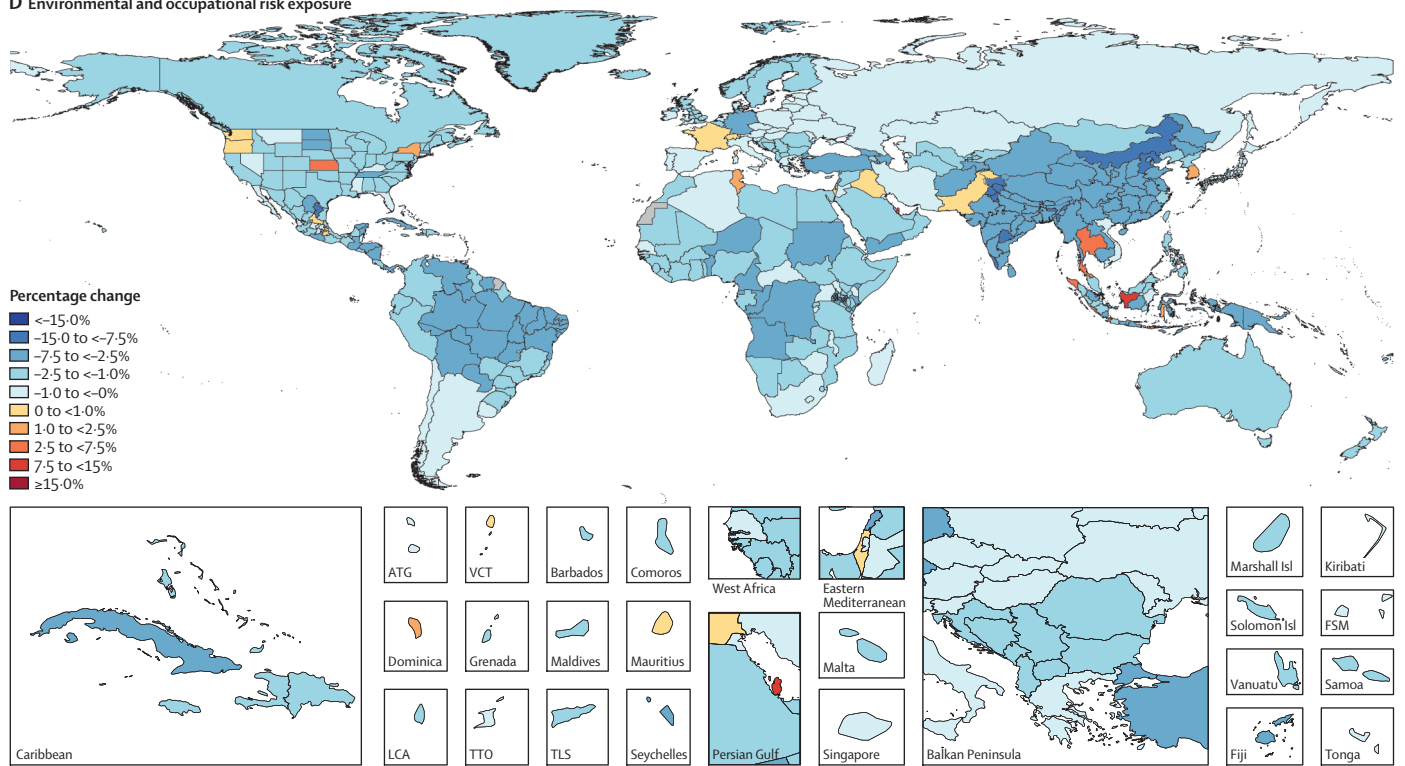 D Environmental and occupational risk exposure
Percentage change
<–15·0%
–15·0 to <–7·5%
–7·5 to <–2·5%
–2·5 to <–1·0%
–1·0 to <–0%
0 to <1·0%
1·0 to <2·5%
2·5 to <7·5%
7·5 to <15%
≥15·0%
Caribbean
ATG
VCT
Barbados
Comoros
Dominica
Grenada
Maldives
Mauritius
LCA
TTO
TLS
Seychelles
West Africa
Eastern
Mediterranean
Persian Gulf
Malta
Singapore
Balkan Peninsula
Marshall Isl
Kiribati
Solomon Isl
FSM
Vanuatu
Samoa
Fiji
Tonga